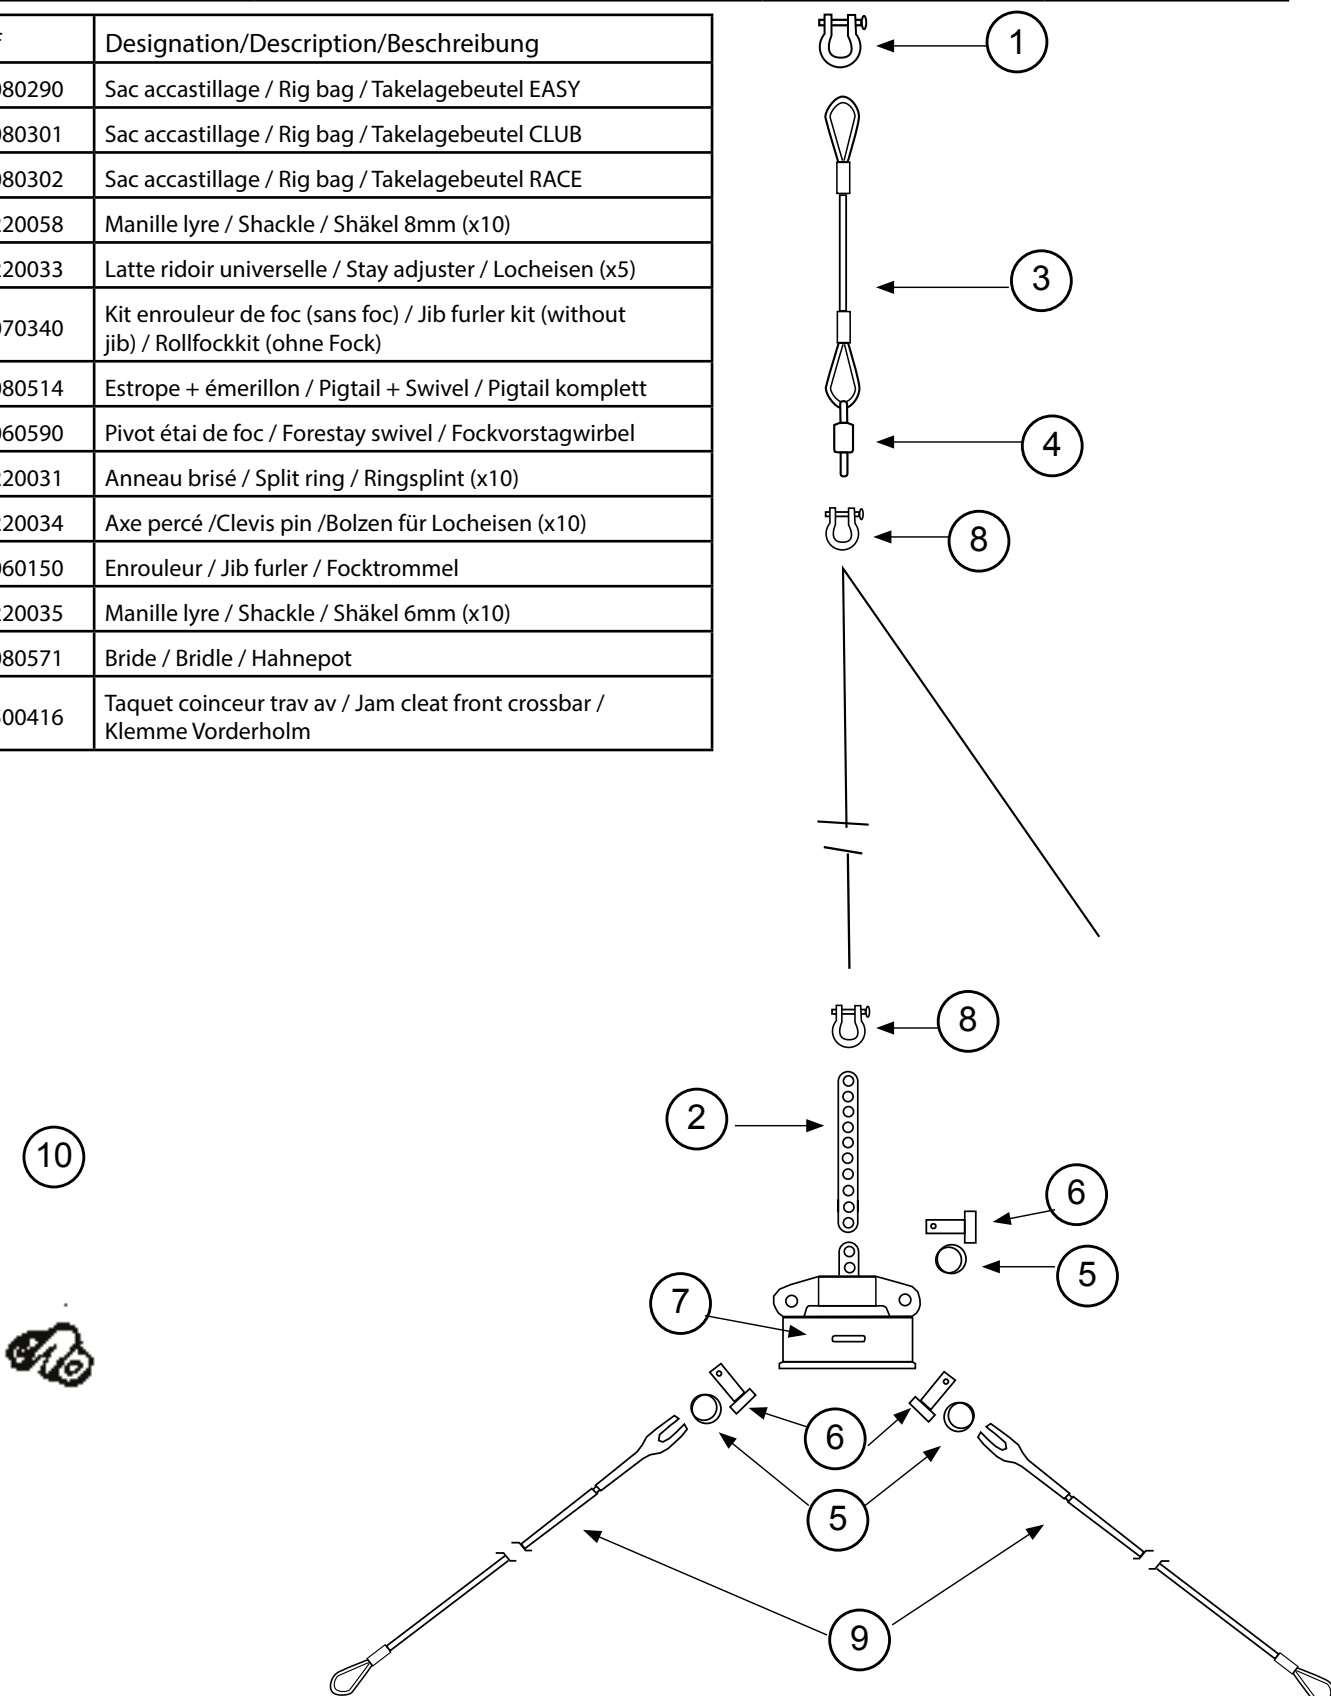 Designation/Description/Beschreibung
080290 Sac accastillage / Rig bag / Takelagebeutel EASY
080301 Sac accastillage / Rig bag / Takelagebeutel CLUB
080302 Sac accastillage / Rig bag / Takelagebeutel RACE
20058 Manille lyre / Shackle / Shäkel 8mm (x10)
20033 Latte ridoir universelle / Stay adjuster / Locheisen (x5)
070340 Kit enrouleur de foc (sans foc) / Jib furler kit (without
jib) / Rollfockkit (ohne Fock)
080514 Estrope + émerillon / Pigtail + Swivel / Pigtail komplett
060590 Pivot étai de foc / Forestay swivel / Fockvorstagwirbel
20031 Anneau brisé / Split ring / Ringsplint (x10)
20034 Axe percé /Clevis pin /Bolzen für Locheisen (x10)
060150 Enrouleur / Jib furler / Focktrommel
20035 Manille lyre / Shackle / Shäkel 6mm (x10)
080571 Bride / Bridle / Hahnepot
00416 Taquet coinceur trav av / Jam cleat front crossbar /
Klemme Vorderholm
1
3
4
8
8
2
10
6
5
7
6
5
9